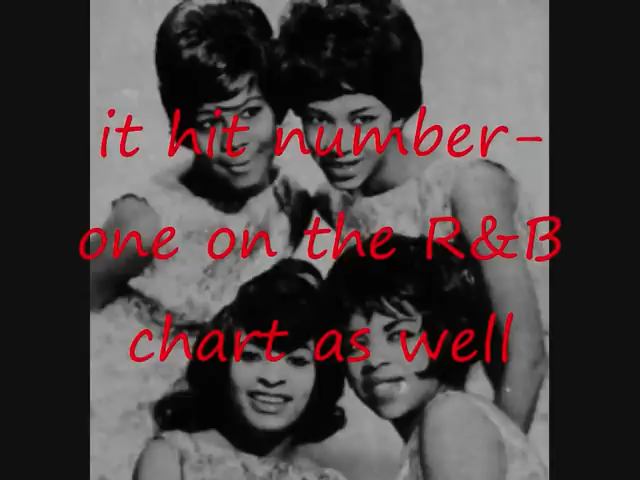 it hit number-
one on the R&B
chart as well